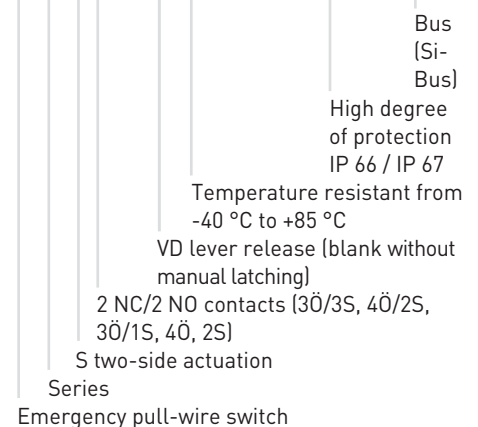 Bus
(Si-
Bus)
High degree
of protection
IP 66 / IP 67
Temperature resistant from
-40 °C to +85 °C
VD lever release (blank without
manual latching)
2 NC/2 NO contacts (3Ö/3S, 4Ö/2S,
3Ö/1S, 4Ö, 2S)
S two-side actuation
Series
Emergency pull-wire switch